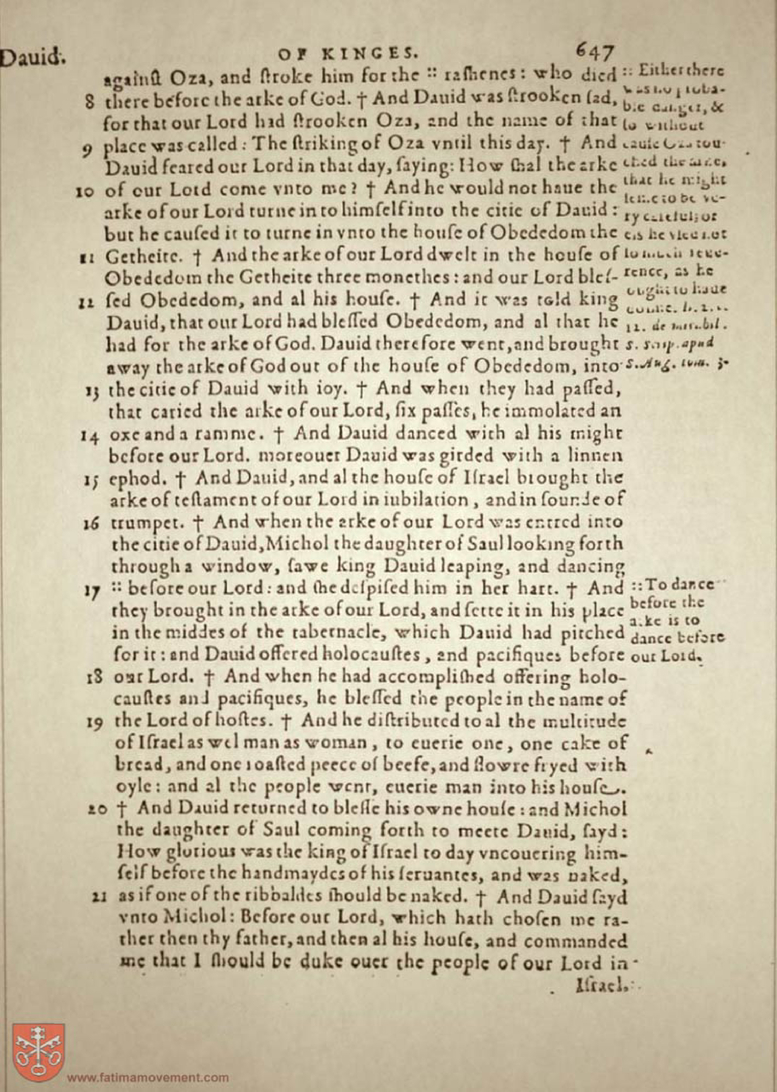 Dauid.
OF KINGES.
647
againſt Oza, and ſtroke him for the :: raſhenes: who died
8 there before the arke of God. † And Dauid was ſtrooken ſad,
for that our Lord had ſtrooken Oza, and the name of that
9 place was called: The ſtriking of Oza vntil this day. † And
Dauid feared our Lord in that day, ſaying: How ſhal the arke
10 of our Lord come vnto me? † And he would not haue the
arke of our Lord turne in to himſelf into the citie of Dauid:
but he cauſed it to turne in vnto the houſe of Obededom the
11 Getheite. † And the arke of our Lord dwelt in the houſe of
Obededom the Getheite three monethes: and our Lord bleſ-
12 ſed Obededom, and al his houſe. † And it was told king
Dauid, that our Lord had bleſſed Obededom, and al that he
had for the arke of God. Dauid therefore went, and brought
away the arke of God out of the houſe of Obededom, into
13 the citie of Dauid with ioy. † And when they had paſſed,
that caried the arke of our Lord, ſix paſſes, he immolated an
14 oxe and a ramme. † And Dauid danced with al his might
before our Lord. moreouer Dauid was girded with a linnen
15 ephod. † And Dauid, and al the houſe of Iſrael brought the
arke of teſtament of our Lord in iubilation, and in ſounde of
16 trumpet. † And when the arke of our Lord was entred into
the citie of Dauid, Michol the daughter of Saul looking forth
through a window, ſawe king Dauid leaping, and dancing
17 :: before our Lord: and ſhe deſpiſed him in her hart. † And
they brought in the arke of our Lord, and ſette it in his place
in the middes of the tabernacle, which Dauid had pitched
for it: and Dauid offered holocauſtes, and pacifiques before
18 our Lord. † And when he had accompliſhed offering holo-
cauſtes and pacifiques, he bleſſed the people in the name of
19 the Lord of hoſtes. † And he diſtributed to al the multitude
of Iſrael as wel man as woman, to euerie one, one cake of
bread, and one roaſted peece of beefe, and flowre fryed with
oyle: and al the people went, euerie man into his houſe.
20 † And Dauid returned to bleſſe his owne houſe: and Michol
the daughter of Saul coming forth to meete Dauid, ſayd:
How glorious was the king of Iſrael to day vncouering him-
ſelf before the handmaydes of his ſeruantes, and was naked,
21 as if one of the ribbaldes ſhould be naked. † And Dauid ſayd
vnto Michol: Before our Lord, which hath choſen me ra-
ther then thy father, and then al his houſe, and commanded
me that I ſhould be duke ouer the people of our Lord in
Iſrael.
:: Either there
was no proba-
ble danger, &
ſo without
cauſe Oza tou-
ched the arke,
that he might
ry careful; or
els he vſed not
ſo much reue-
rence, as he
ought to haue
12. de mirabil.
s. ſcrip. apud
S. Aug. tom. 3.
:: To dance
before the
arke is to
dance before
our Lord.
www.fatimamovement.com